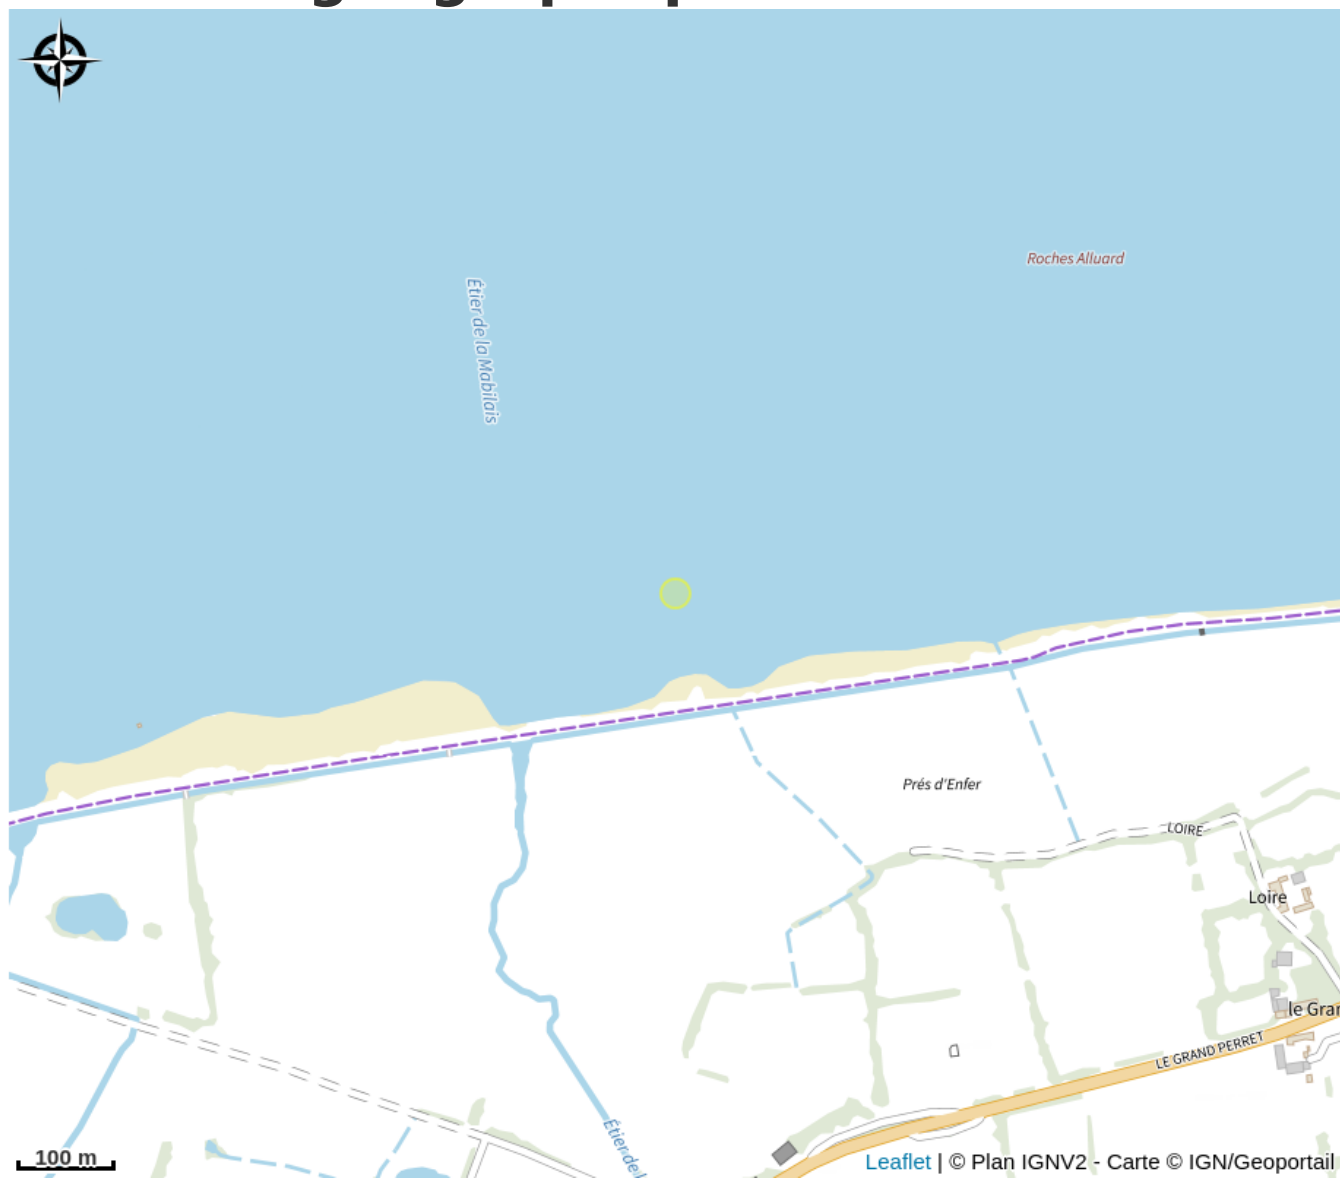 Roches Alluard
Étier de la Mabilais
Prés d'Enfer
LOIRE
Loire
le Gran
LE GRAND PERRET
Étier de l
100 m
Leaflet | © Plan IGNV2 - Carte © IGN/Geoportail